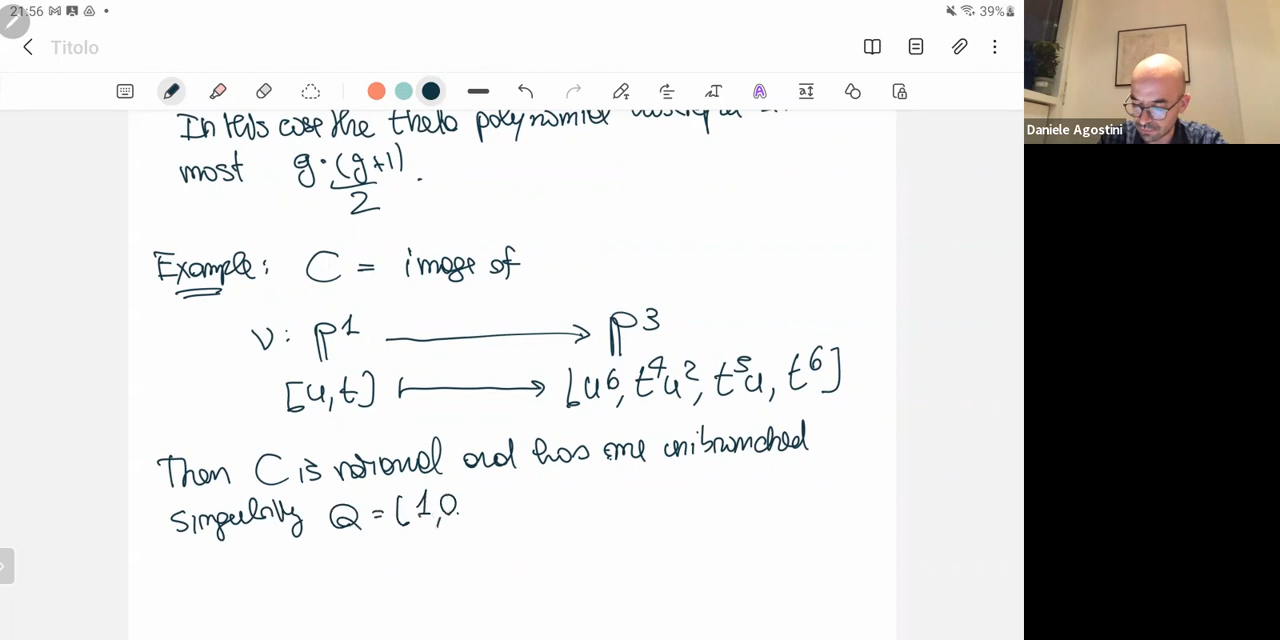 21:56
39%
Titolo
In this case the theta polynomial
most g·(g+1)/2.
Example: C = image of
ν: P¹ ⟶ P³
[u,t] ⟼ [u⁶, t⁴u², t⁵u, t⁶]
Then C is rational and has one unibranched
singularity Q = [1,0
Daniele Agostini